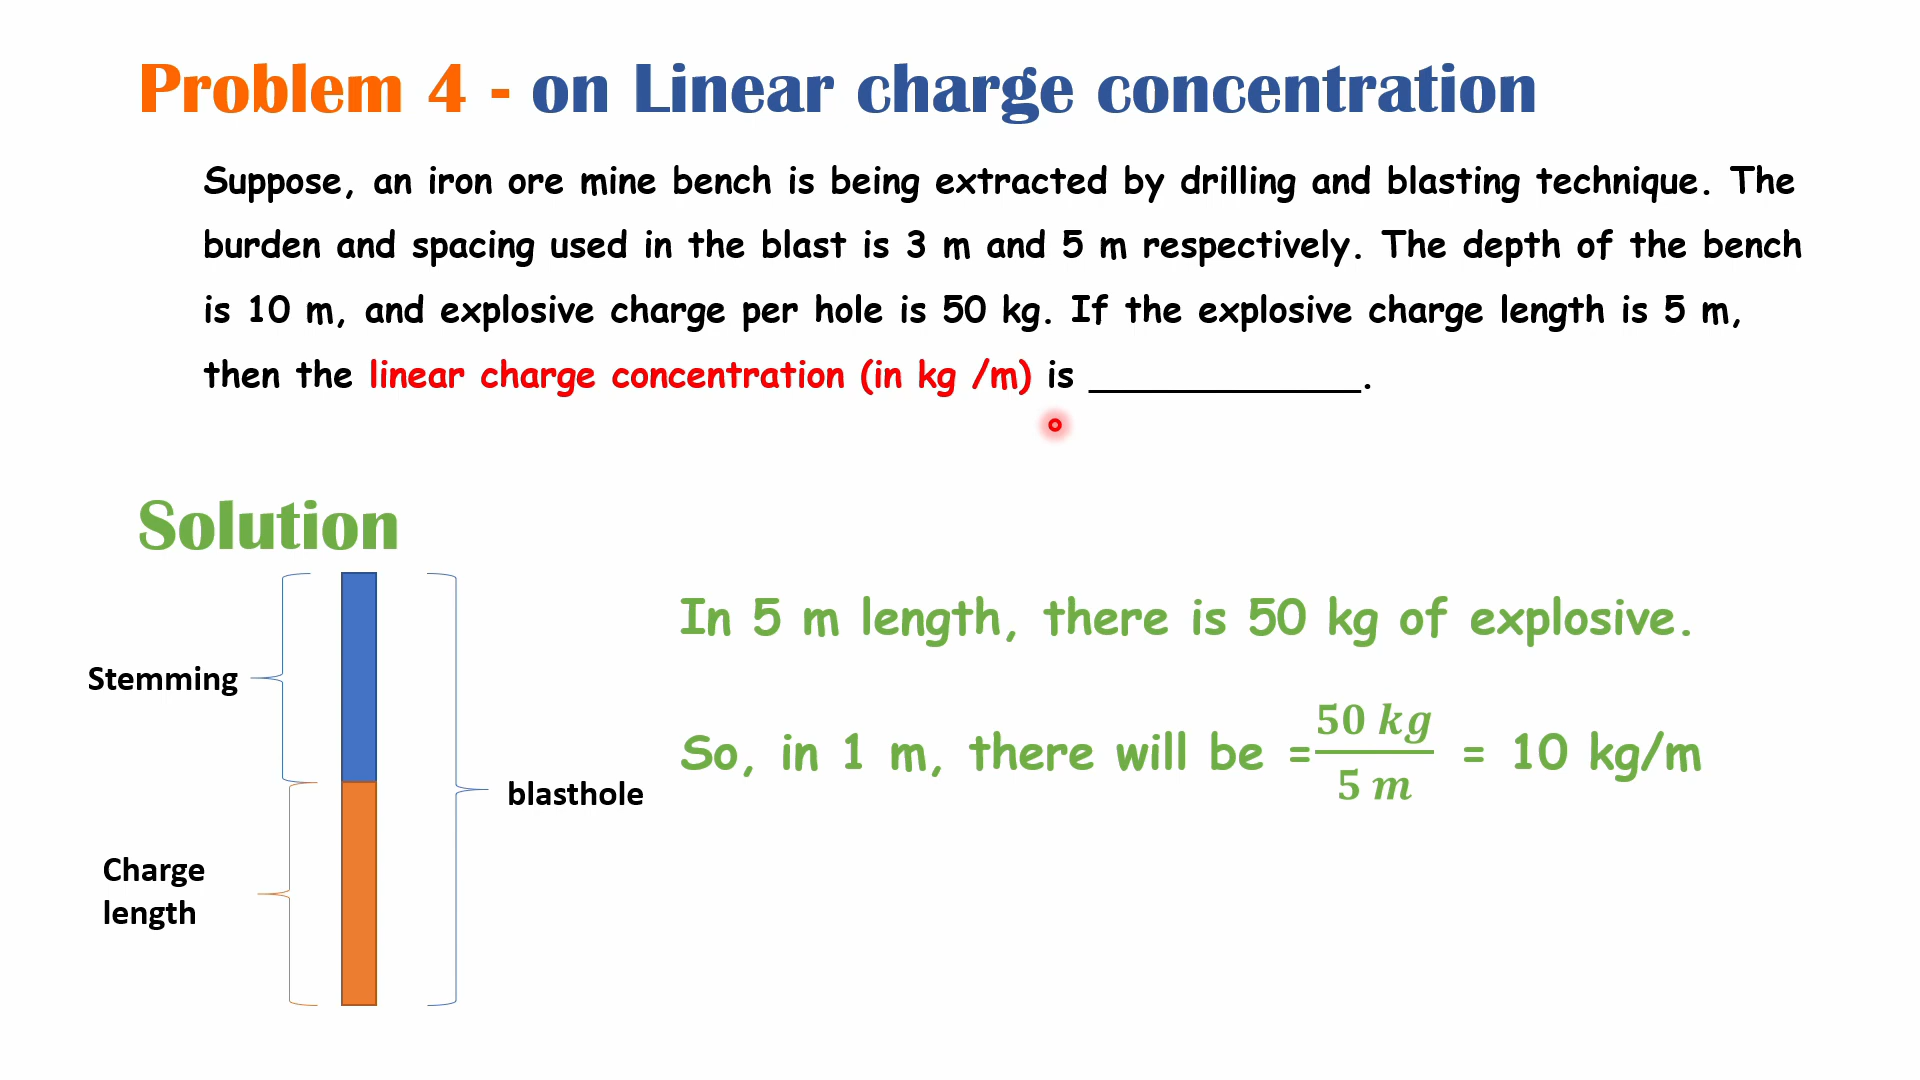 Problem 4 - on Linear charge concentration
Suppose, an iron ore mine bench is being extracted by drilling and blasting technique. The
burden and spacing used in the blast is 3 m and 5 m respectively. The depth of the bench
is 10 m, and explosive charge per hole is 50 kg. If the explosive charge length is 5 m,
then the linear charge concentration (in kg /m) is _____________.
Solution
Stemming
Charge
length
blasthole
In 5 m length, there is 50 kg of explosive.
So, in 1 m, there will be = 50 kg / 5 m = 10 kg/m